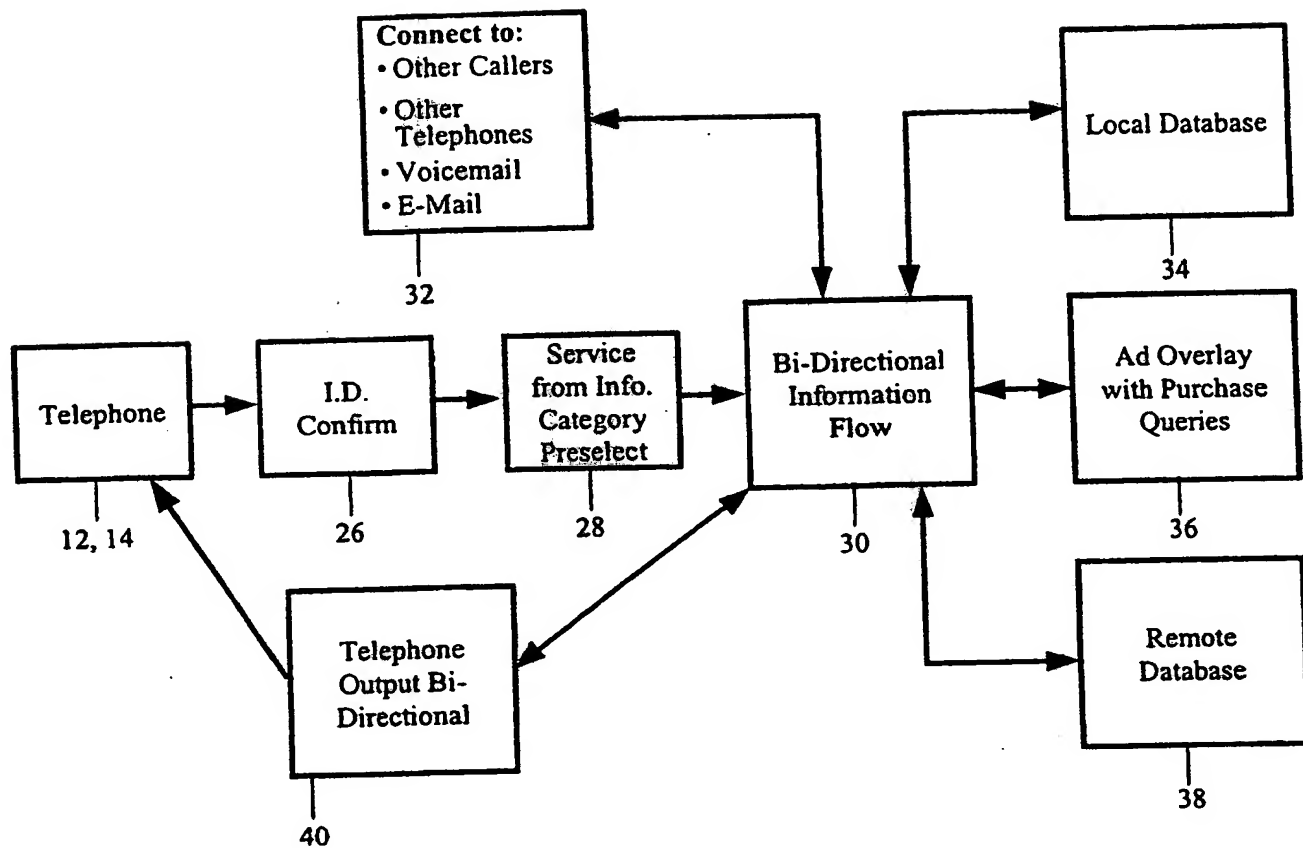 Connect to:
• Other Callers
• Other
Telephones
• Voicemail
• E-Mail
32
Local Database
34
Telephone
12, 14
I.D.
Confirm
26
Service
from Info.
Category
Preselect
28
Bi-Directional
Information
Flow
30
Ad Overlay
with Purchase
Queries
36
Telephone
Output Bi-
Directional
40
Remote
Database
38